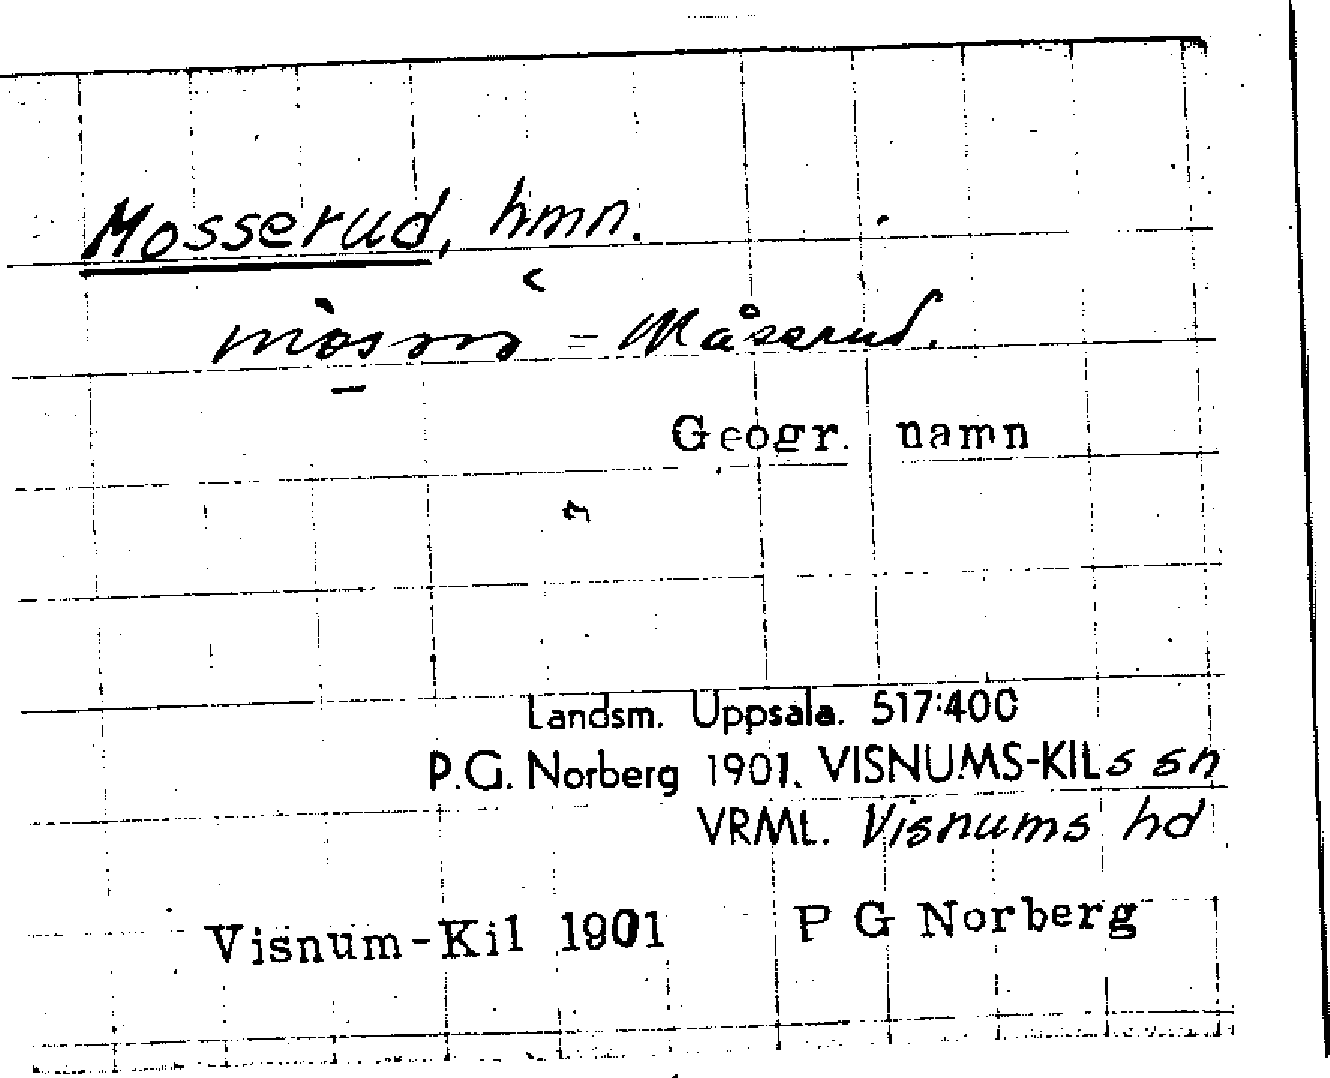 Mosserud, hmn.
= Måserud.
Geogr. namn
Landsm. Uppsala. 517:400
P.G. Norberg 1901. VISNUMS-KILs sn
VRML. Visnums hd
Visnum-Kil 1901 P G Norberg